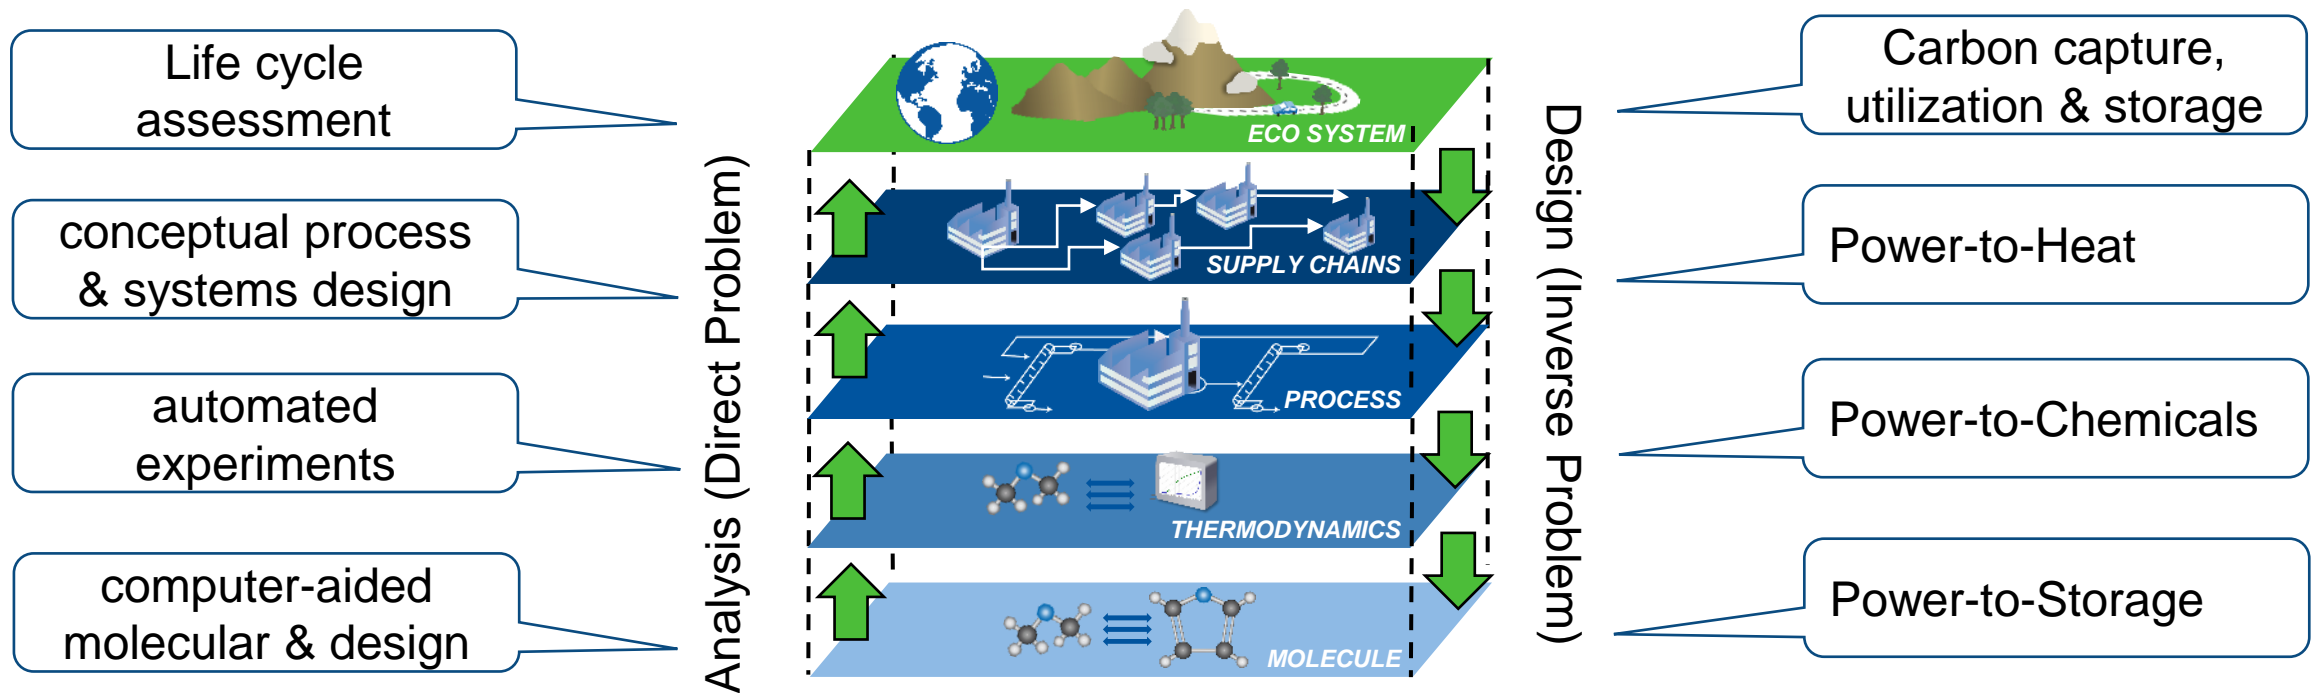 Life cycle
assessment
conceptual process
& systems design
automated
experiments
computer-aided
molecular & design
Analysis (Direct Problem)
ECO SYSTEM
SUPPLY CHAINS
PROCESS
THERMODYNAMICS
MOLECULE
Design (Inverse Problem)
Carbon capture,
utilization & storage
Power-to-Heat
Power-to-Chemicals
Power-to-Storage